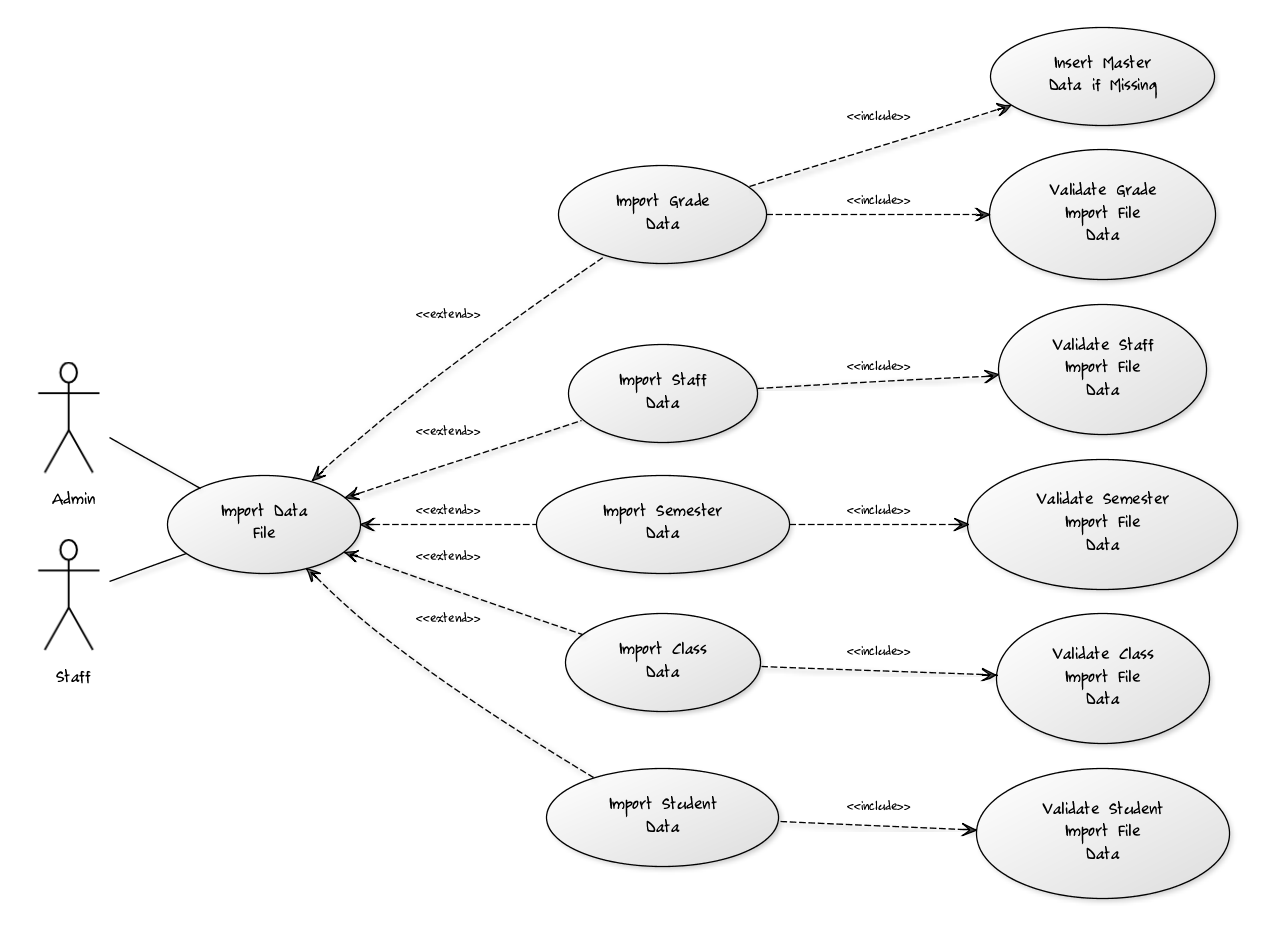 Insert Master
Data if Missing
<<include>>
Validate Grade
Import File
Data
<<include>>
Import Grade
Data
<<extend>>
Validate Staff
Import File
Data
<<include>>
Import Staff
Data
<<extend>>
Admin
Import Data
File
<<extend>>
Import Semester
Data
<<include>>
Validate Semester
Import File
Data
<<extend>>
Staff
<<extend>>
Import Class
Data
<<include>>
Validate Class
Import File
Data
Import Student
Data
<<include>>
Validate Student
Import File
Data